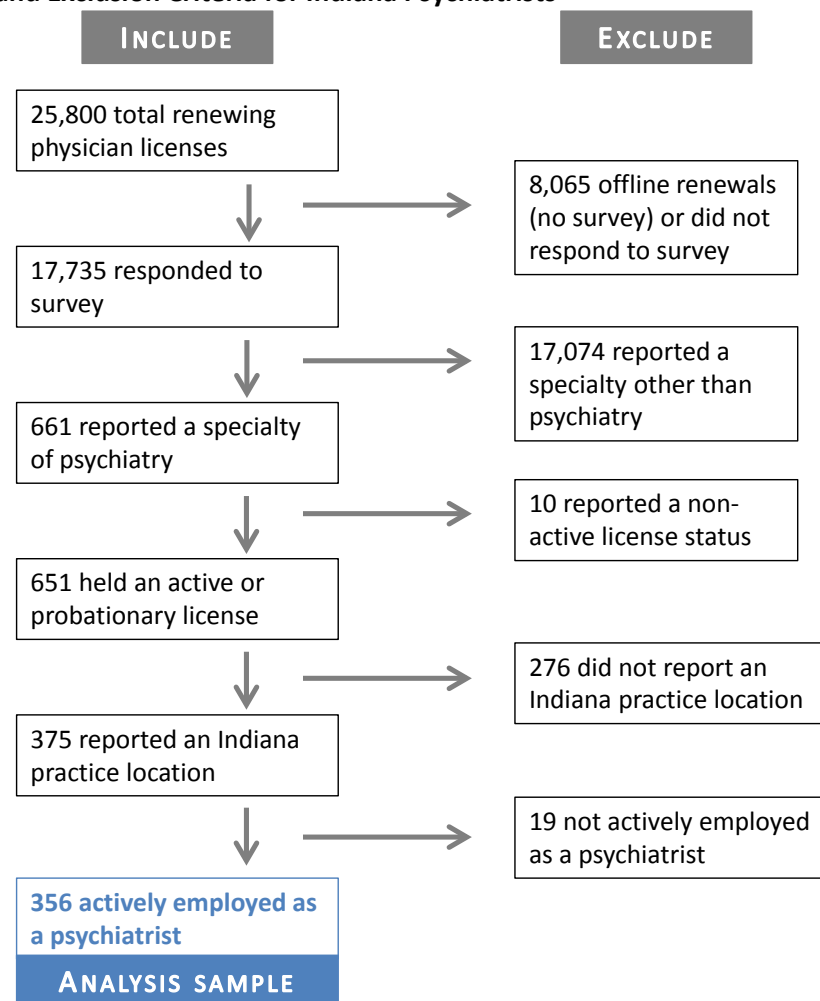 and Exclusion Criteria for Indiana Psychiatrists
INCLUDE
EXCLUDE
25,800 total renewing
physician licenses
8,065 offline renewals
(no survey) or did not
respond to survey
17,735 responded to
survey
17,074 reported a
specialty other than
psychiatry
661 reported a specialty
of psychiatry
10 reported a non-
active license status
651 held an active or
probationary license
276 did not report an
Indiana practice location
375 reported an Indiana
practice location
19 not actively employed
as a psychiatrist
356 actively employed as
a psychiatrist
ANALYSIS SAMPLE